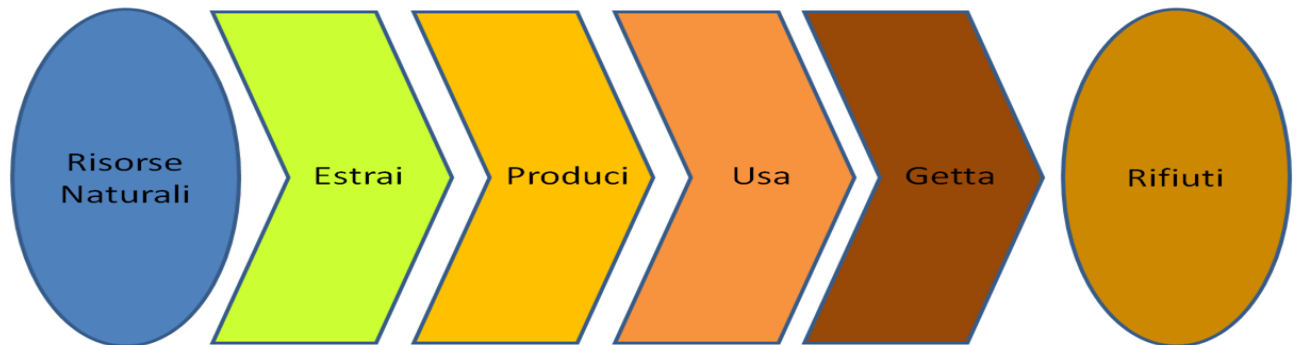 Risorse
Naturali
Estrai
Produci
Usa
Getta
Rifiuti